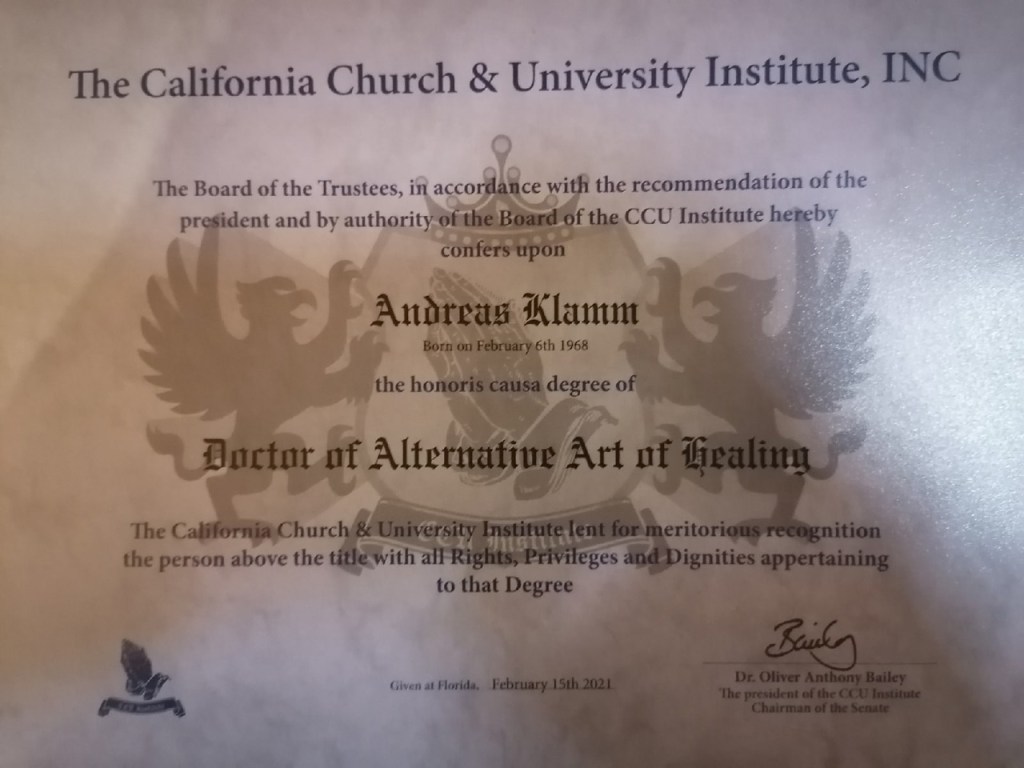 The California Church & University Institute, INC
The Board of the Trustees, in accordance with the recommendation of the
president and by authority of the Board of the CCU Institute hereby
confers upon
Andreas Klamm
Born on February 6th 1968
the honoris causa degree of
Doctor of Alternative Art of Healing
The California Church & University Institute lent for meritorious recognition
the person above the title with all Rights, Privileges and Dignities appertaining
to that Degree
Given at Florida, February 15th 2021
Bailey
Dr. Oliver Anthony Bailey
The president of the CCU Institute
Chairman of the Senate